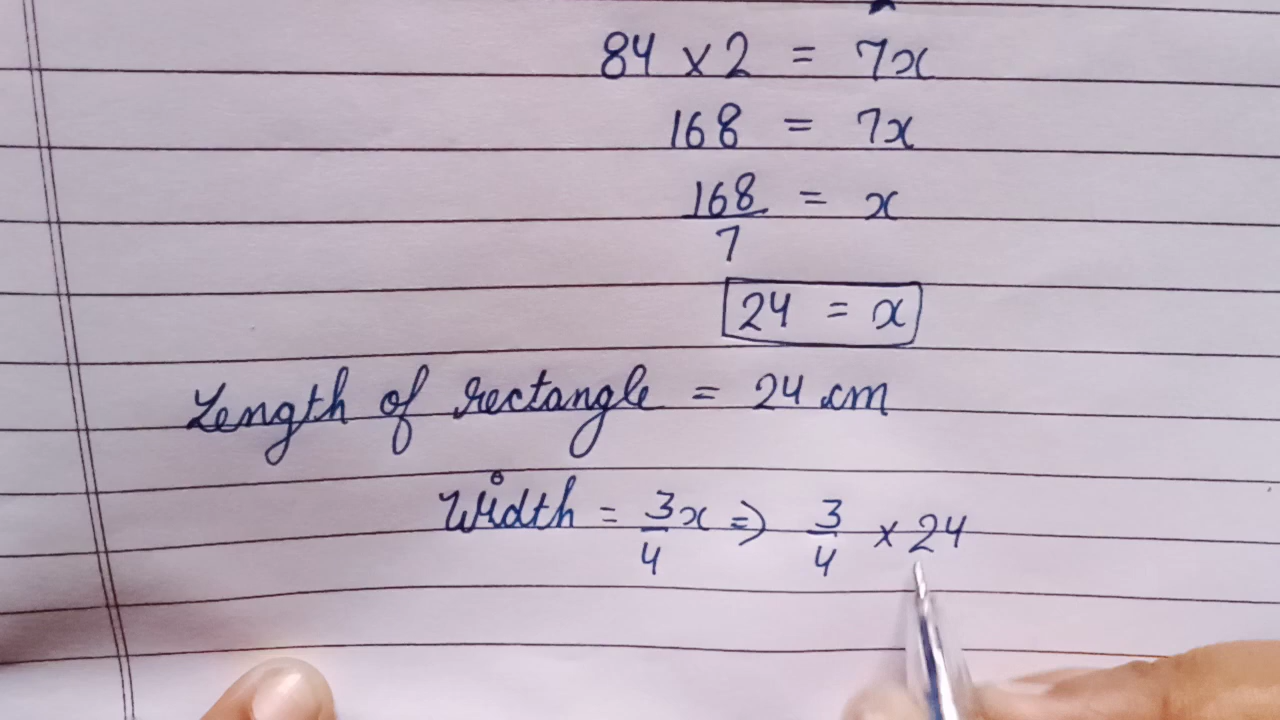 84 × 2 = 7x
168 = 7x
168/7 = x
24 = x
Length of rectangle = 24 cm
Width = 3/4 x ⇒ 3/4 × 24